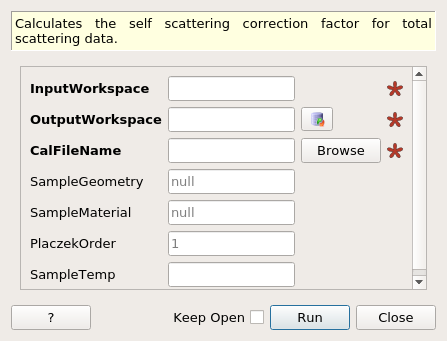 Calculates the self scattering correction factor for total
scattering data.
InputWorkspace
OutputWorkspace
CalFileName Browse
SampleGeometry null
SampleMaterial null
PlaczekOrder 1
SampleTemp
? Keep Open Run Close